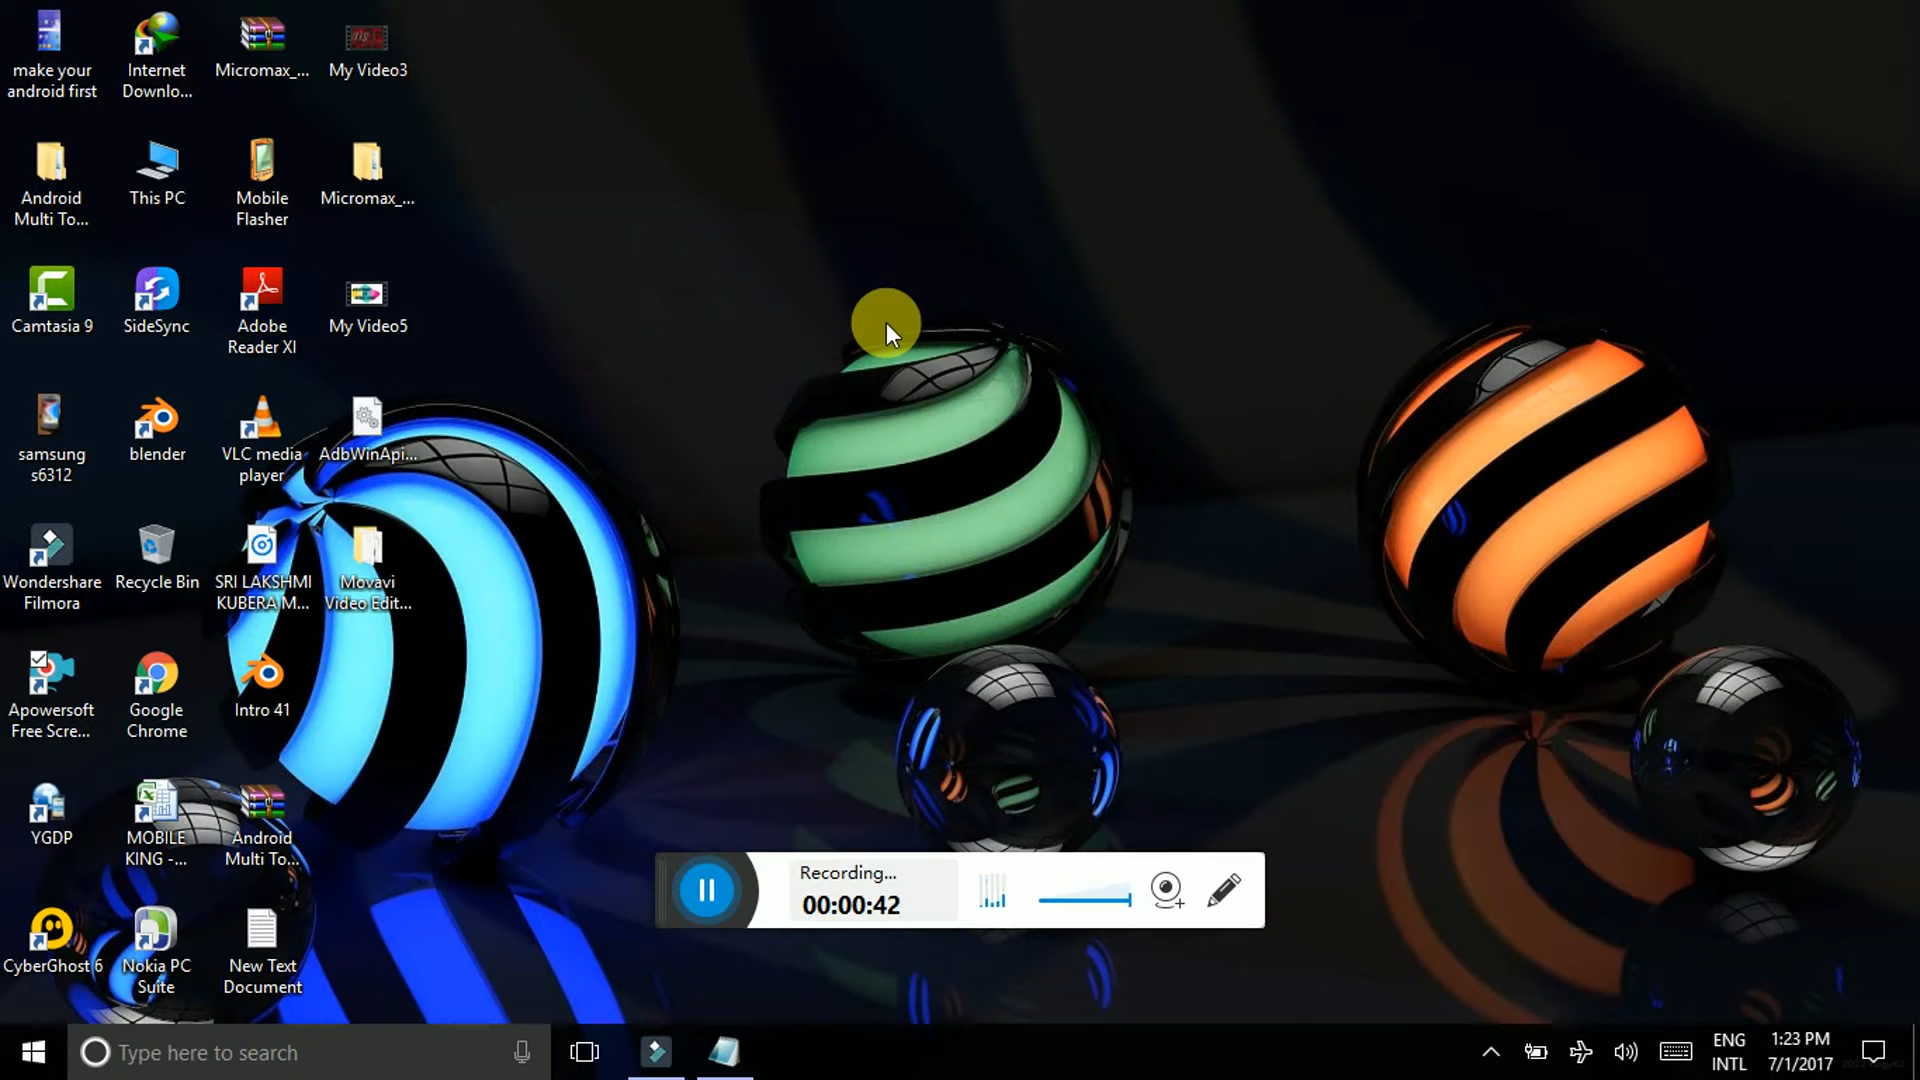 make your
android first
Internet
Downlo...
Micromax_...
My Video3
Android
Multi To...
This PC
Mobile
Flasher
Micromax_...
Camtasia 9
SideSync
Adobe
Reader XI
My Video5
samsung
s6312
blender
VLC media
player
AdbWinApi...
Wondershare
Filmora
Recycle Bin
SRI LAKSHMI
KUBERA M...
Movavi
Video Edit...
Apowersoft
Free Scre...
Google
Chrome
Intro 41
YGDP
MOBILE
KING -...
Android
Multi To...
CyberGhost 6
Nokia PC
Suite
New Text
Document
Recording...
00:00:42
Type here to search
ENG
INTL
1:23 PM
7/1/2017